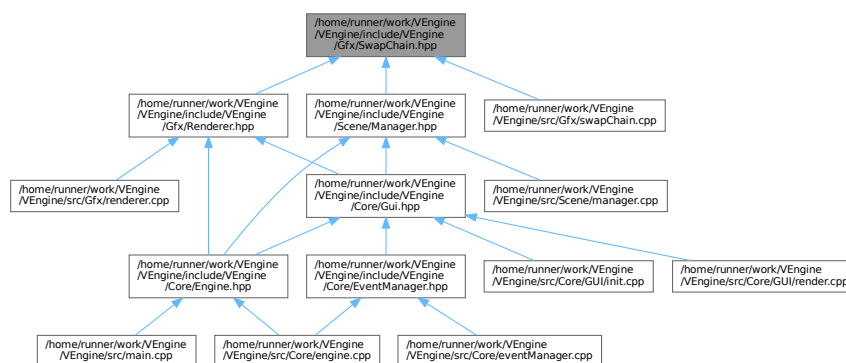 /home/runner/work/VEngine
/VEngine/include/VEngine
/Gfx/SwapChain.hpp
/home/runner/work/VEngine
/VEngine/include/VEngine
/Gfx/Renderer.hpp
/home/runner/work/VEngine
/VEngine/include/VEngine
/Scene/Manager.hpp
/home/runner/work/VEngine
/VEngine/src/Gfx/swapChain.cpp
/home/runner/work/VEngine
/VEngine/src/Gfx/renderer.cpp
/home/runner/work/VEngine
/VEngine/include/VEngine
/Core/Gui.hpp
/home/runner/work/VEngine
/VEngine/src/Scene/manager.cpp
/home/runner/work/VEngine
/VEngine/include/VEngine
/Core/Engine.hpp
/home/runner/work/VEngine
/VEngine/include/VEngine
/Core/EventManager.hpp
/home/runner/work/VEngine
/VEngine/src/Core/GUI/init.cpp
/home/runner/work/VEngine
/VEngine/src/Core/GUI/render.cpp
/home/runner/work/VEngine
/VEngine/src/main.cpp
/home/runner/work/VEngine
/VEngine/src/Core/engine.cpp
/home/runner/work/VEngine
/VEngine/src/Core/eventManager.cpp